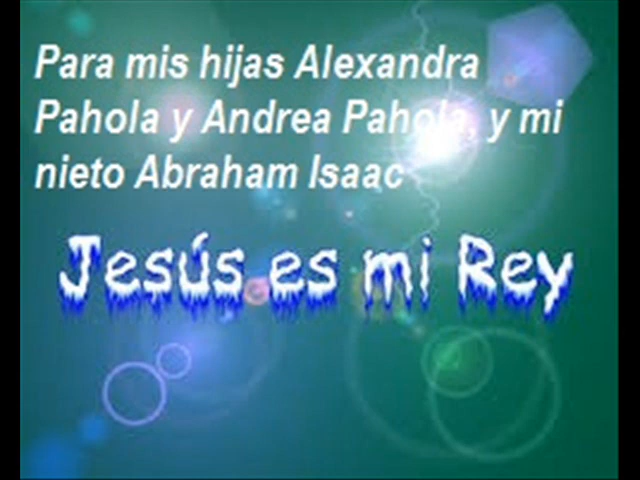 Para mis hijas Alexandra
Pahola y Andrea Pahola, y mi
nieto Abraham Isaac
Jesús es mi Rey